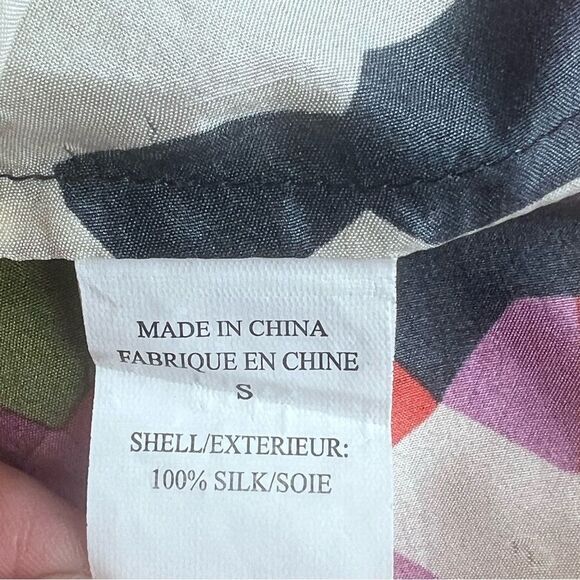 MADE IN CHINA
FABRIQUE EN CHINE
S
SHELL/EXTERIEUR:
100% SILK/SOIE